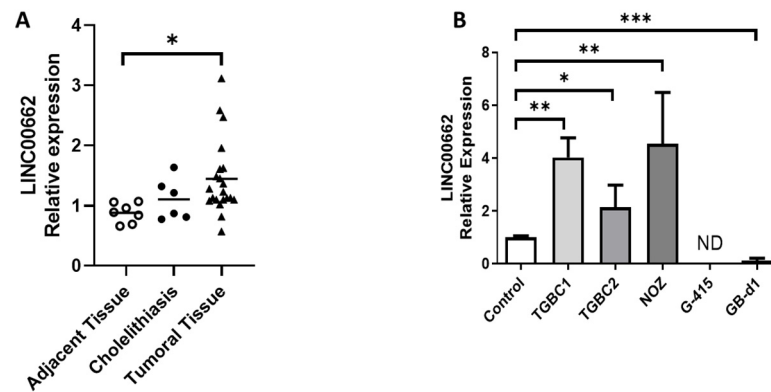 A
LINC00662
Relative expression
4
3
2
1
0
*
Adjacent Tissue
Cholelithiasis
Tumoral Tissue
B
LINC00662
Relative Expression
8
6
4
2
0
***
**
*
**
ND
Control
TGBC1
TGBC2
NOZ
G-415
GB-d1